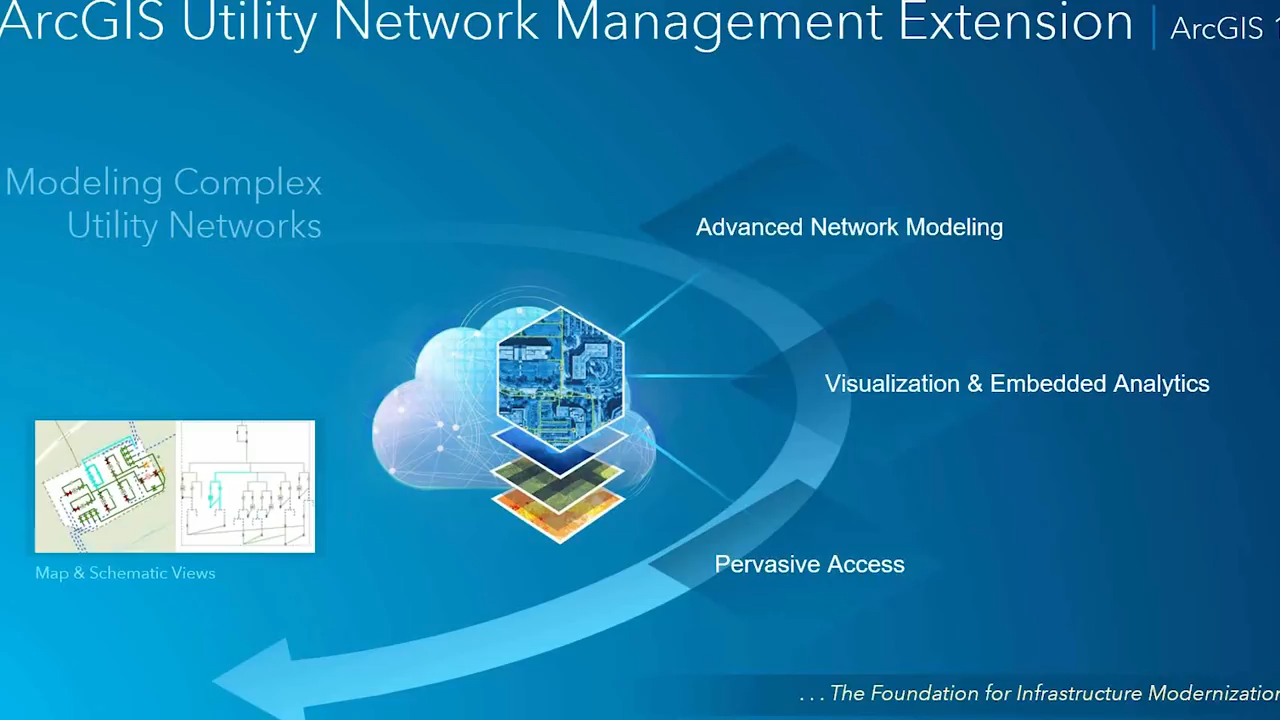 ArcGIS Utility Network Management Extension | ArcGIS
Modeling Complex
Utility Networks
Advanced Network Modeling
Visualization & Embedded Analytics
Map & Schematic Views
Pervasive Access
. . . The Foundation for Infrastructure Modernization